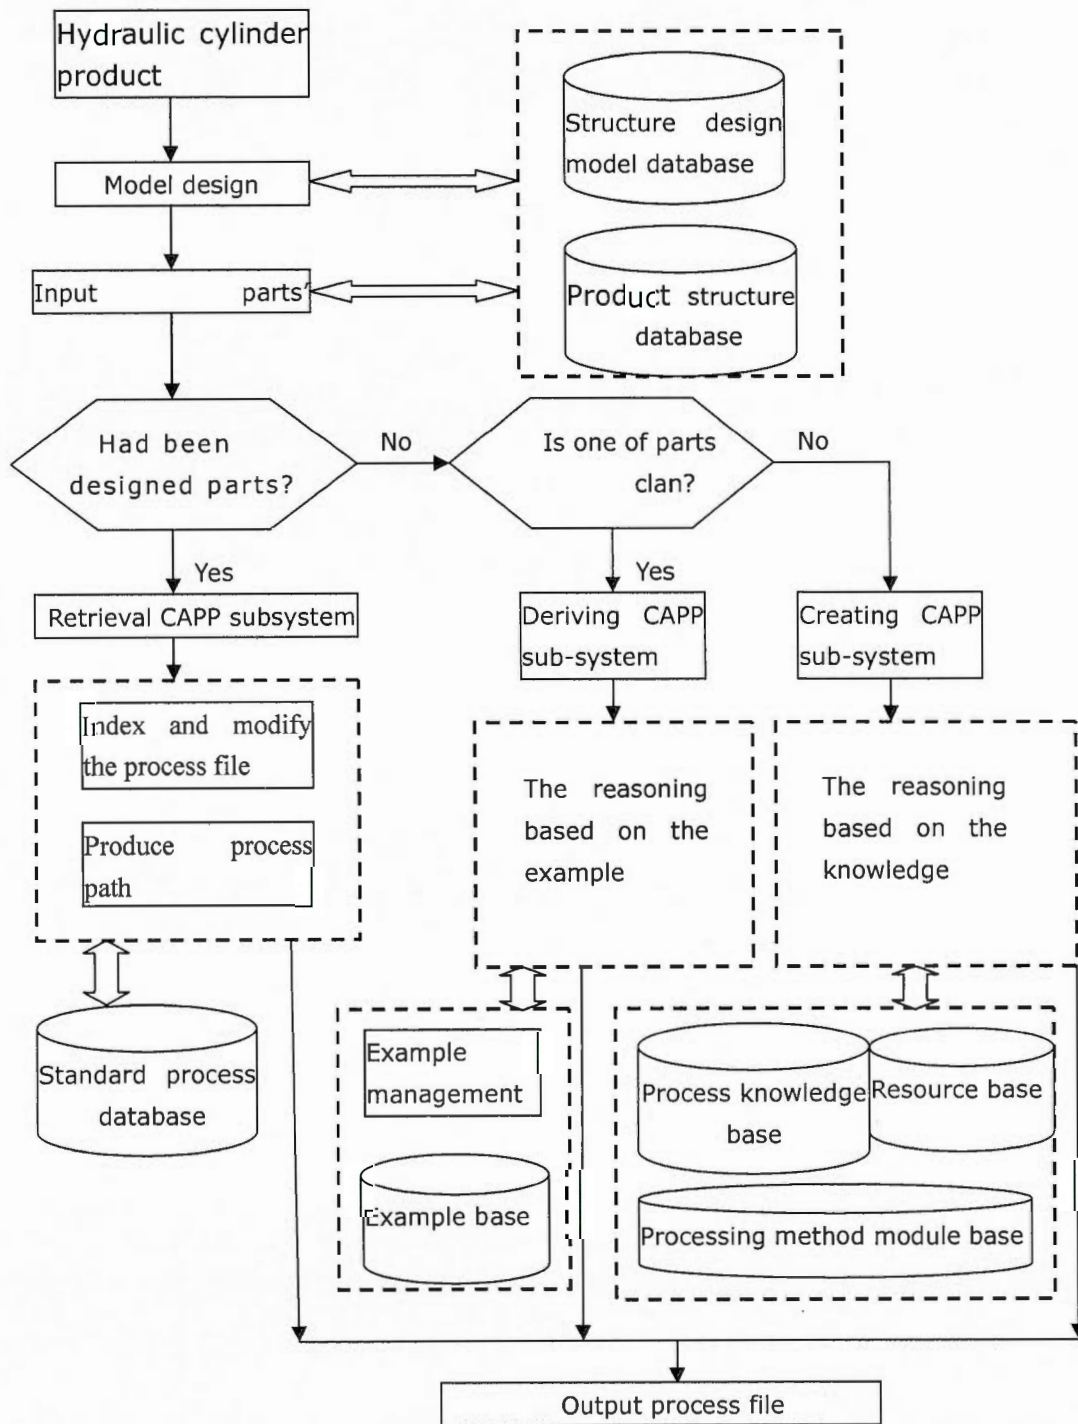 Hydraulic cylinder
product
Structure design
model database
Model design
Product structure
database
Input parts'
Had been
designed parts?
No
Is one of parts
clan?
No
Yes
Yes
Retrieval CAPP subsystem
Deriving CAPP
sub-system
Creating CAPP
sub-system
Index and modify
the process file
Produce process
path
The reasoning
based on the
example
The reasoning
based on the
knowledge
Standard process
database
Example
management
Example base
Process knowledge
base
Resource base
Processing method module base
Output process file